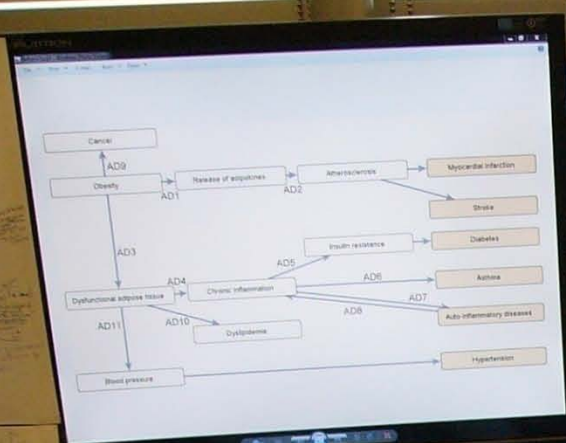 Cancer
AD9
Obesity
AD1
Release of adipokines
AD2
Atherosclerosis
Myocardial infarction
Stroke
AD3
Insulin resistance
Diabetes
AD5
AD4
AD6
Asthma
Dysfunctional adipose tissue
Chronic inflammation
AD7
AD8
Auto-inflammatory diseases
AD11
AD10
Dyslipidemia
Hypertension
Blood pressure